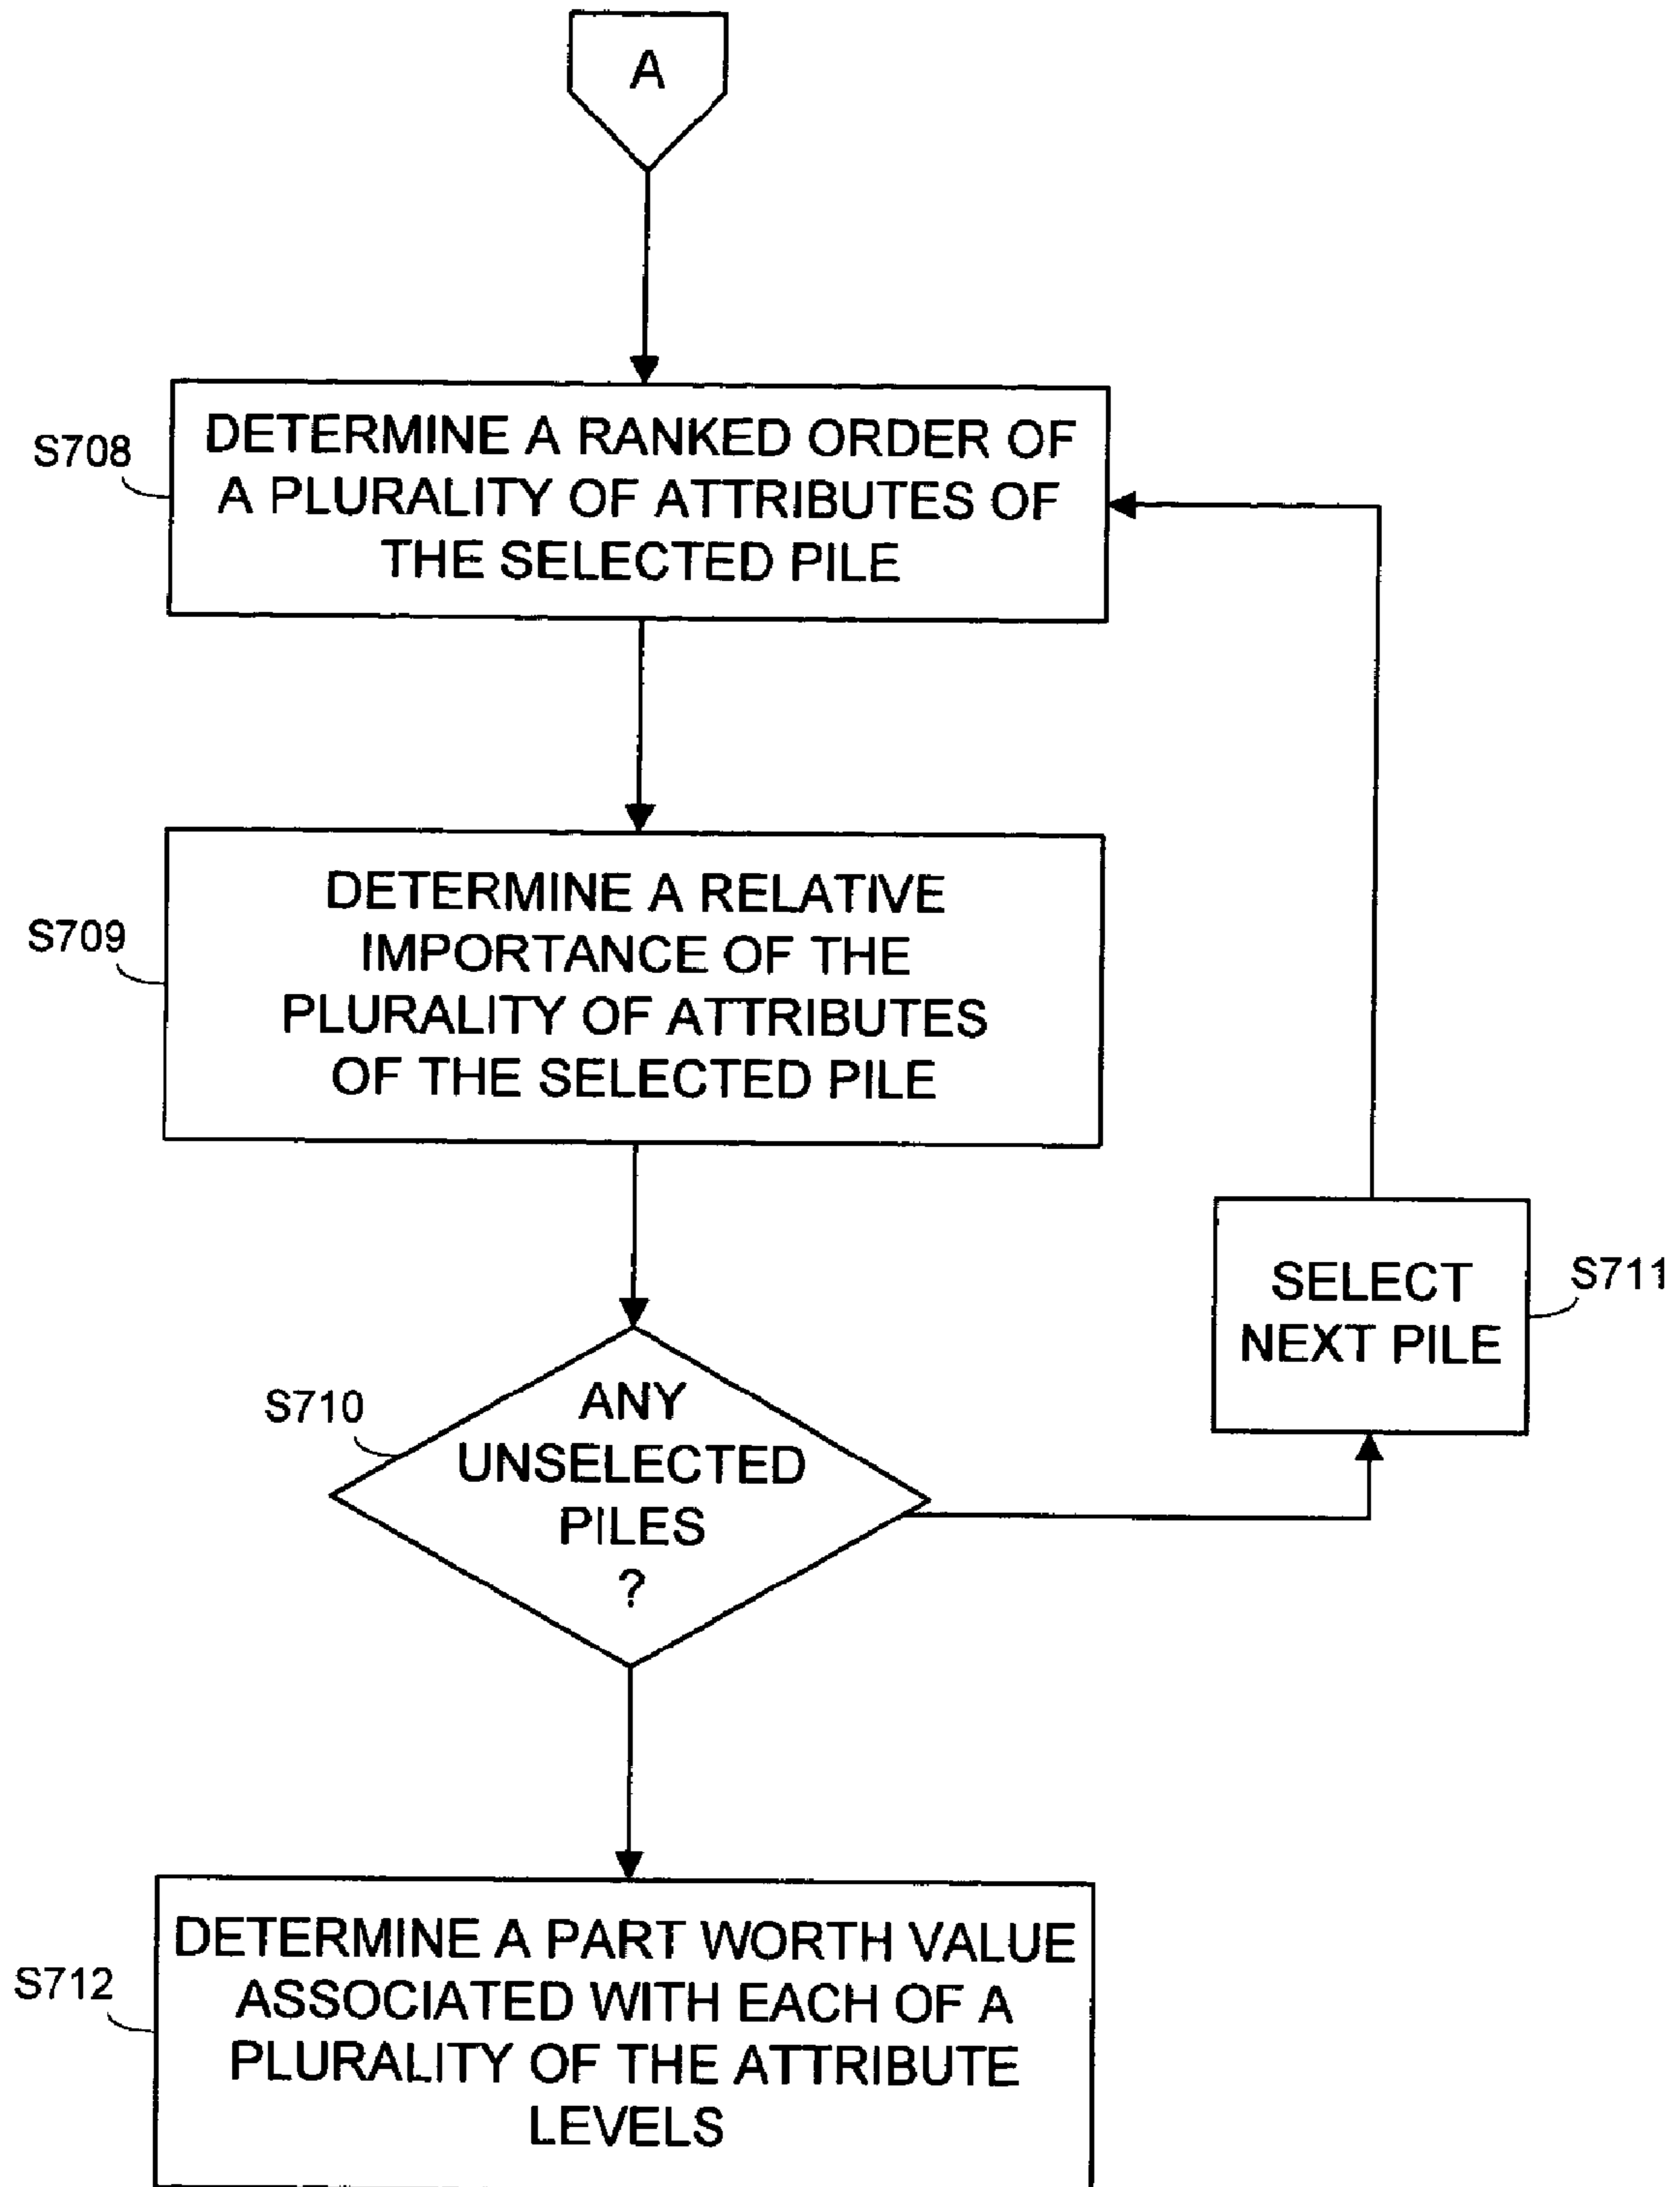 A
S708
DETERMINE A RANKED ORDER OF
A PLURALITY OF ATTRIBUTES OF
THE SELECTED PILE
S709
DETERMINE A RELATIVE
IMPORTANCE OF THE
PLURALITY OF ATTRIBUTES
OF THE SELECTED PILE
S710
ANY
UNSELECTED
PILES
?
SELECT
NEXT PILE
S711
S712
DETERMINE A PART WORTH VALUE
ASSOCIATED WITH EACH OF A
PLURALITY OF THE ATTRIBUTE
LEVELS